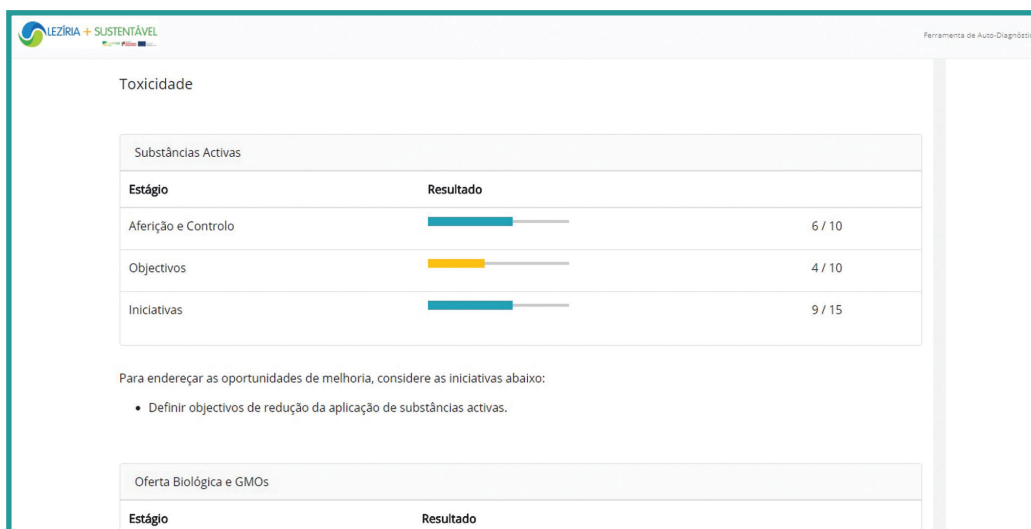 LEZÍRIA + SUSTENTÁVEL
Ferramenta de Auto-Diagnóstic
Toxicidade
Substâncias Activas
Estágio Resultado
Aferição e Controlo 6 / 10
Objectivos 4 / 10
Iniciativas 9 / 15
Para endereçar as oportunidades de melhoria, considere as iniciativas abaixo:
• Definir objectivos de redução da aplicação de substâncias activas.
Oferta Biológica e GMOs
Estágio Resultado